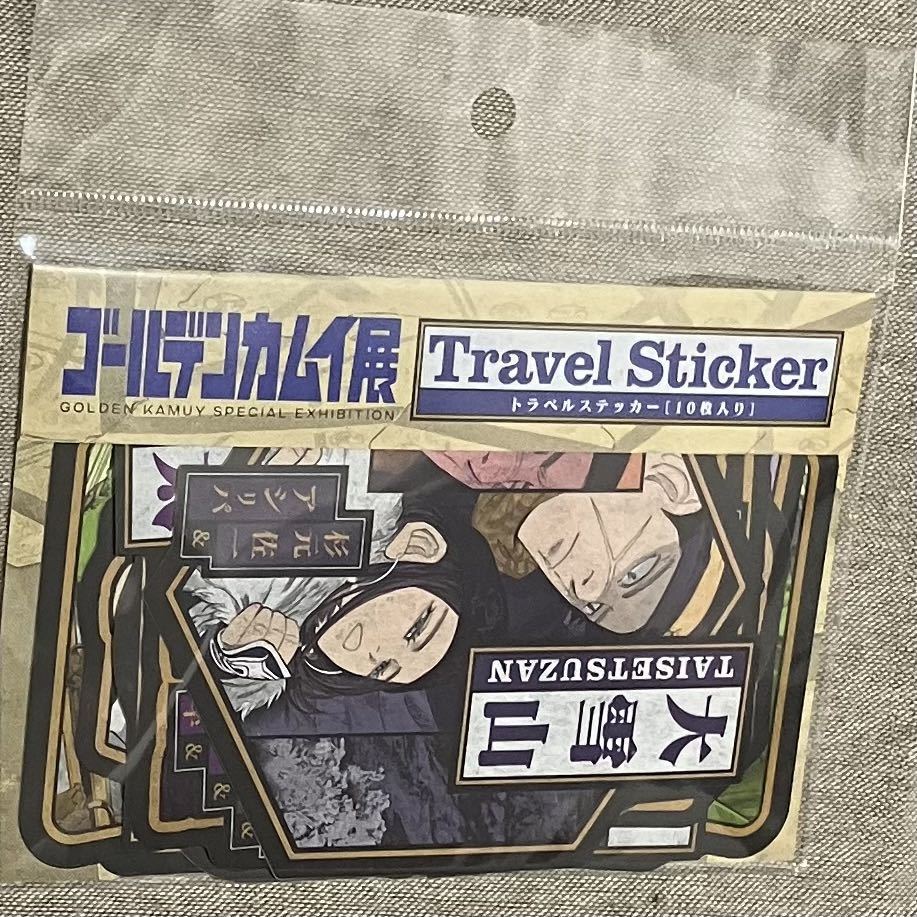 ゴールデンカムイ展
GOLDEN KAMUY SPECIAL EXHIBITION
Travel Sticker
トラベルステッカー[10枚入り]
杉元佐一 &
アシㇼパ
TAISETSUZAN
大雪山
&
&
&